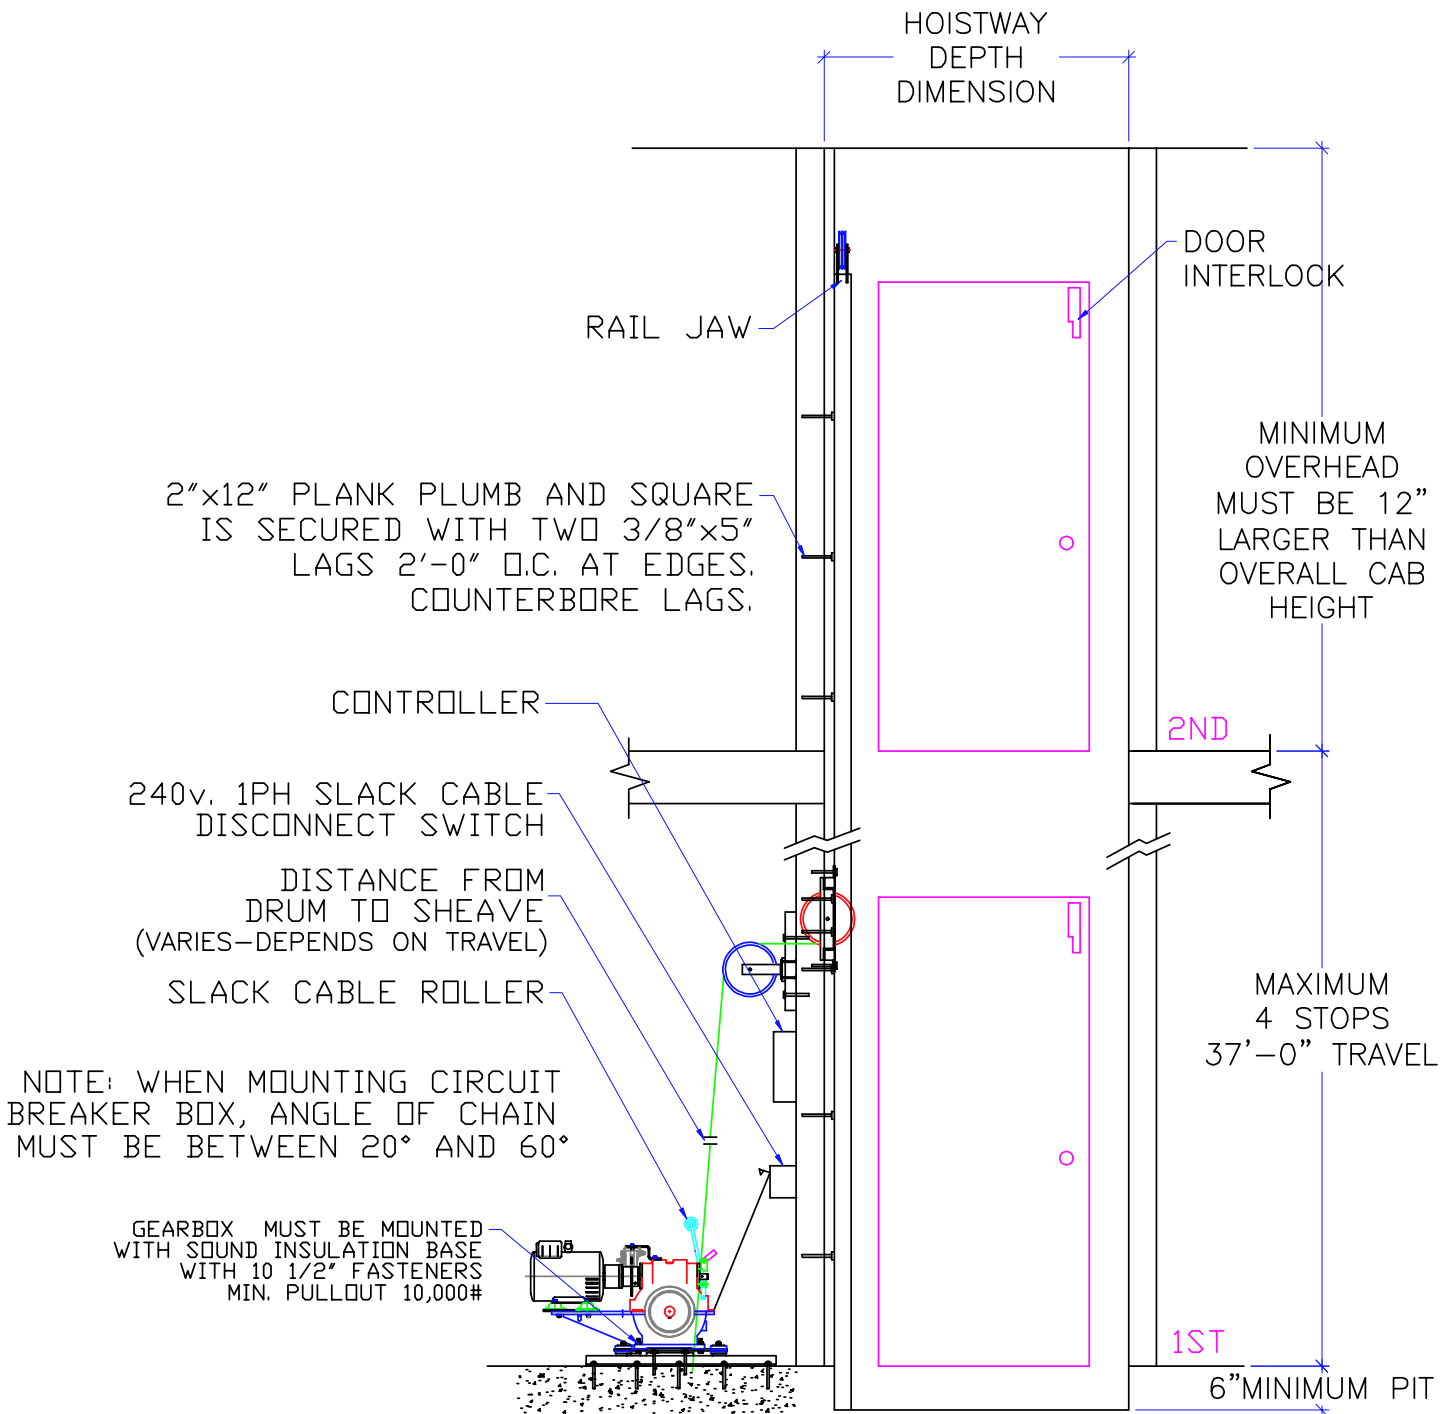 HOISTWAY
DEPTH
DIMENSION
DOOR
INTERLOCK
RAIL JAW
MINIMUM
OVERHEAD
MUST BE 12"
LARGER THAN
OVERALL CAB
HEIGHT
2"x12" PLANK PLUMB AND SQUARE
IS SECURED WITH TWO 3/8"x5"
LAGS 2'-0" O.C. AT EDGES.
COUNTERBORE LAGS.
CONTROLLER
2ND
240v. 1PH SLACK CABLE
DISCONNECT SWITCH
DISTANCE FROM
DRUM TO SHEAVE
(VARIES-DEPENDS ON TRAVEL)
SLACK CABLE ROLLER
MAXIMUM
4 STOPS
37'-0" TRAVEL
NOTE: WHEN MOUNTING CIRCUIT
BREAKER BOX, ANGLE OF CHAIN
MUST BE BETWEEN 20° AND 60°
GEARBOX MUST BE MOUNTED
WITH SOUND INSULATION BASE
WITH 10 1/2" FASTENERS
MIN. PULLOUT 10,000#
1ST
6"MINIMUM PIT